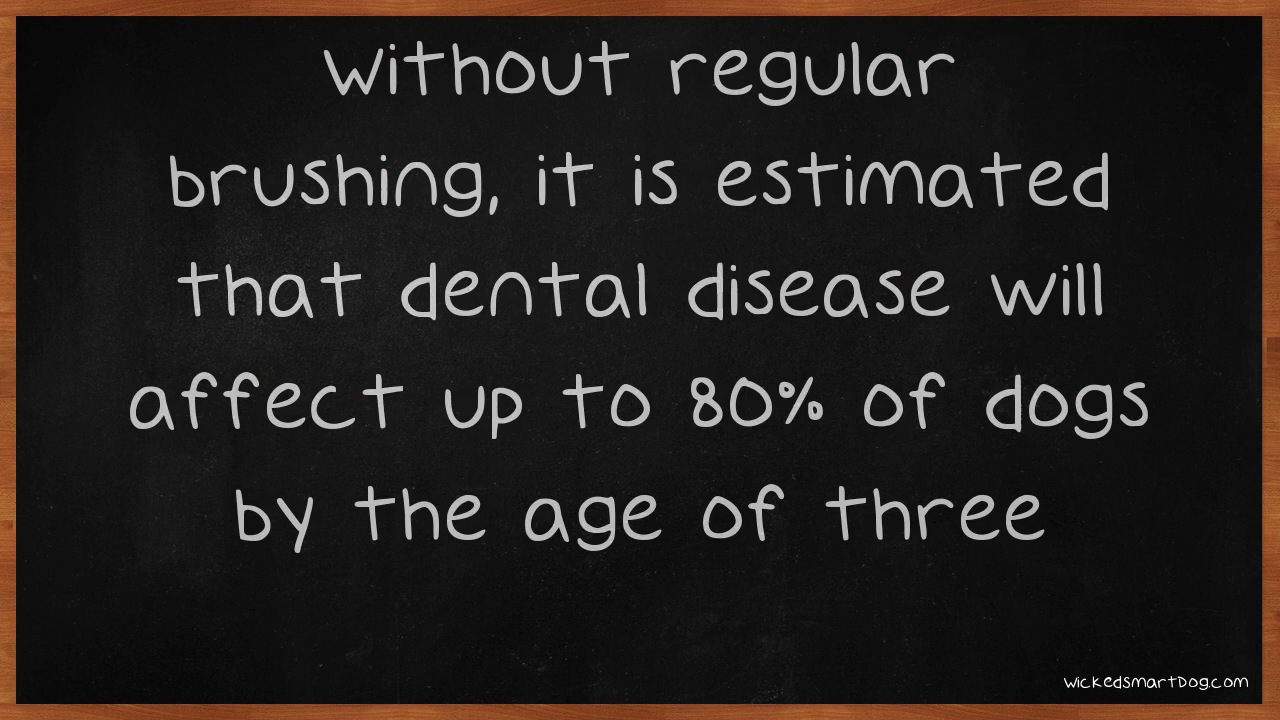 Without regular
brushing, it is estimated
that dental disease will
affect up to 80% of dogs
by the age of three
WickedSmartDog.com